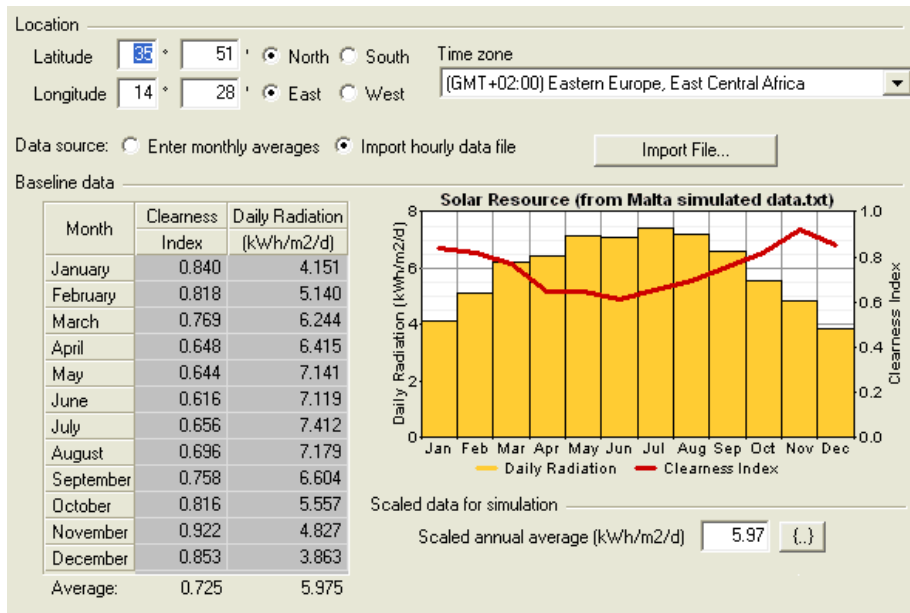 Location
Latitude 35 ° 51 ' North South Time zone
Longitude 14 ° 28 ' East West (GMT+02:00) Eastern Europe, East Central Africa
Data source: Enter monthly averages Import hourly data file Import File...
Baseline data
Month Clearness Index Daily Radiation (kWh/m2/d)
January 0.840 4.151
February 0.818 5.140
March 0.769 6.244
April 0.648 6.415
May 0.644 7.141
June 0.616 7.119
July 0.656 7.412
August 0.696 7.179
September 0.758 6.604
October 0.816 5.557
November 0.922 4.827
December 0.853 3.863
Average: 0.725 5.975
Solar Resource (from Malta simulated data.txt)
Daily Radiation (kWh/m2/d)
8
6
4
2
0
1.0
0.8
0.6
0.4
0.2
0.0
Clearness Index
Jan Feb Mar Apr May Jun Jul Aug Sep Oct Nov Dec
Daily Radiation Clearness Index
Scaled data for simulation
Scaled annual average (kWh/m2/d) 5.97 {..}